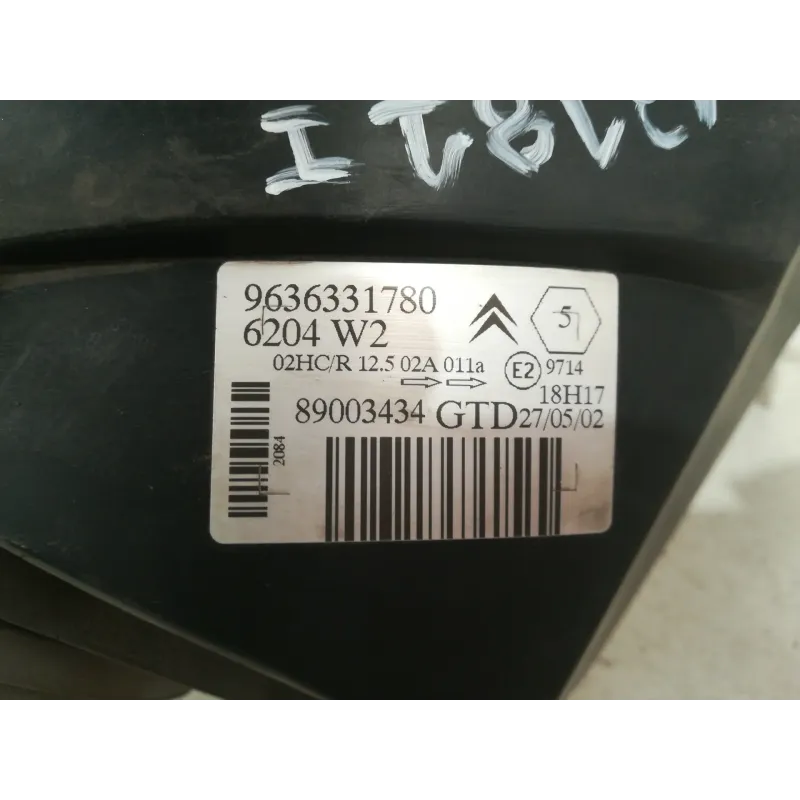 9636331780
6204 W2
5
02HC/R 12.5 02A 011a E2 9714
18H17
89003434 GTD 27/05/02
2084